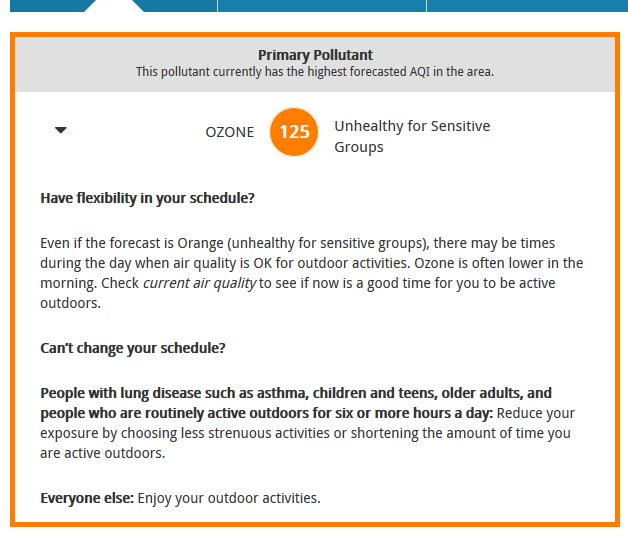 Primary Pollutant
This pollutant currently has the highest forecasted AQI in the area.
OZONE 125 Unhealthy for Sensitive
Groups
Have flexibility in your schedule?
Even if the forecast is Orange (unhealthy for sensitive groups), there may be times
during the day when air quality is OK for outdoor activities. Ozone is often lower in the
morning. Check current air quality to see if now is a good time for you to be active
outdoors.
Can't change your schedule?
People with lung disease such as asthma, children and teens, older adults, and
people who are routinely active outdoors for six or more hours a day: Reduce your
exposure by choosing less strenuous activities or shortening the amount of time you
are active outdoors.
Everyone else: Enjoy your outdoor activities.